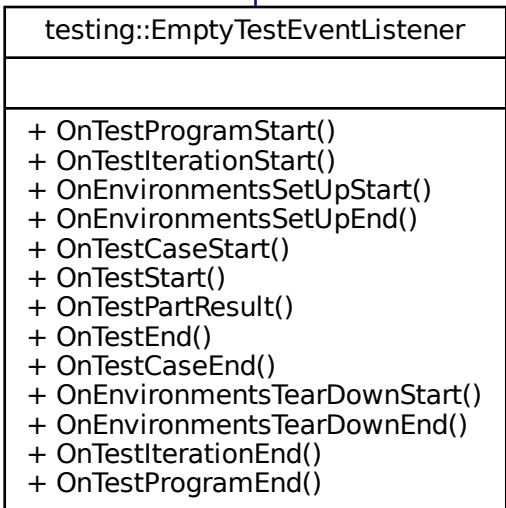 testing::EmptyTestEventListener
+ OnTestProgramStart()
+ OnTestIterationStart()
+ OnEnvironmentsSetUpStart()
+ OnEnvironmentsSetUpEnd()
+ OnTestCaseStart()
+ OnTestStart()
+ OnTestPartResult()
+ OnTestEnd()
+ OnTestCaseEnd()
+ OnEnvironmentsTearDownStart()
+ OnEnvironmentsTearDownEnd()
+ OnTestIterationEnd()
+ OnTestProgramEnd()